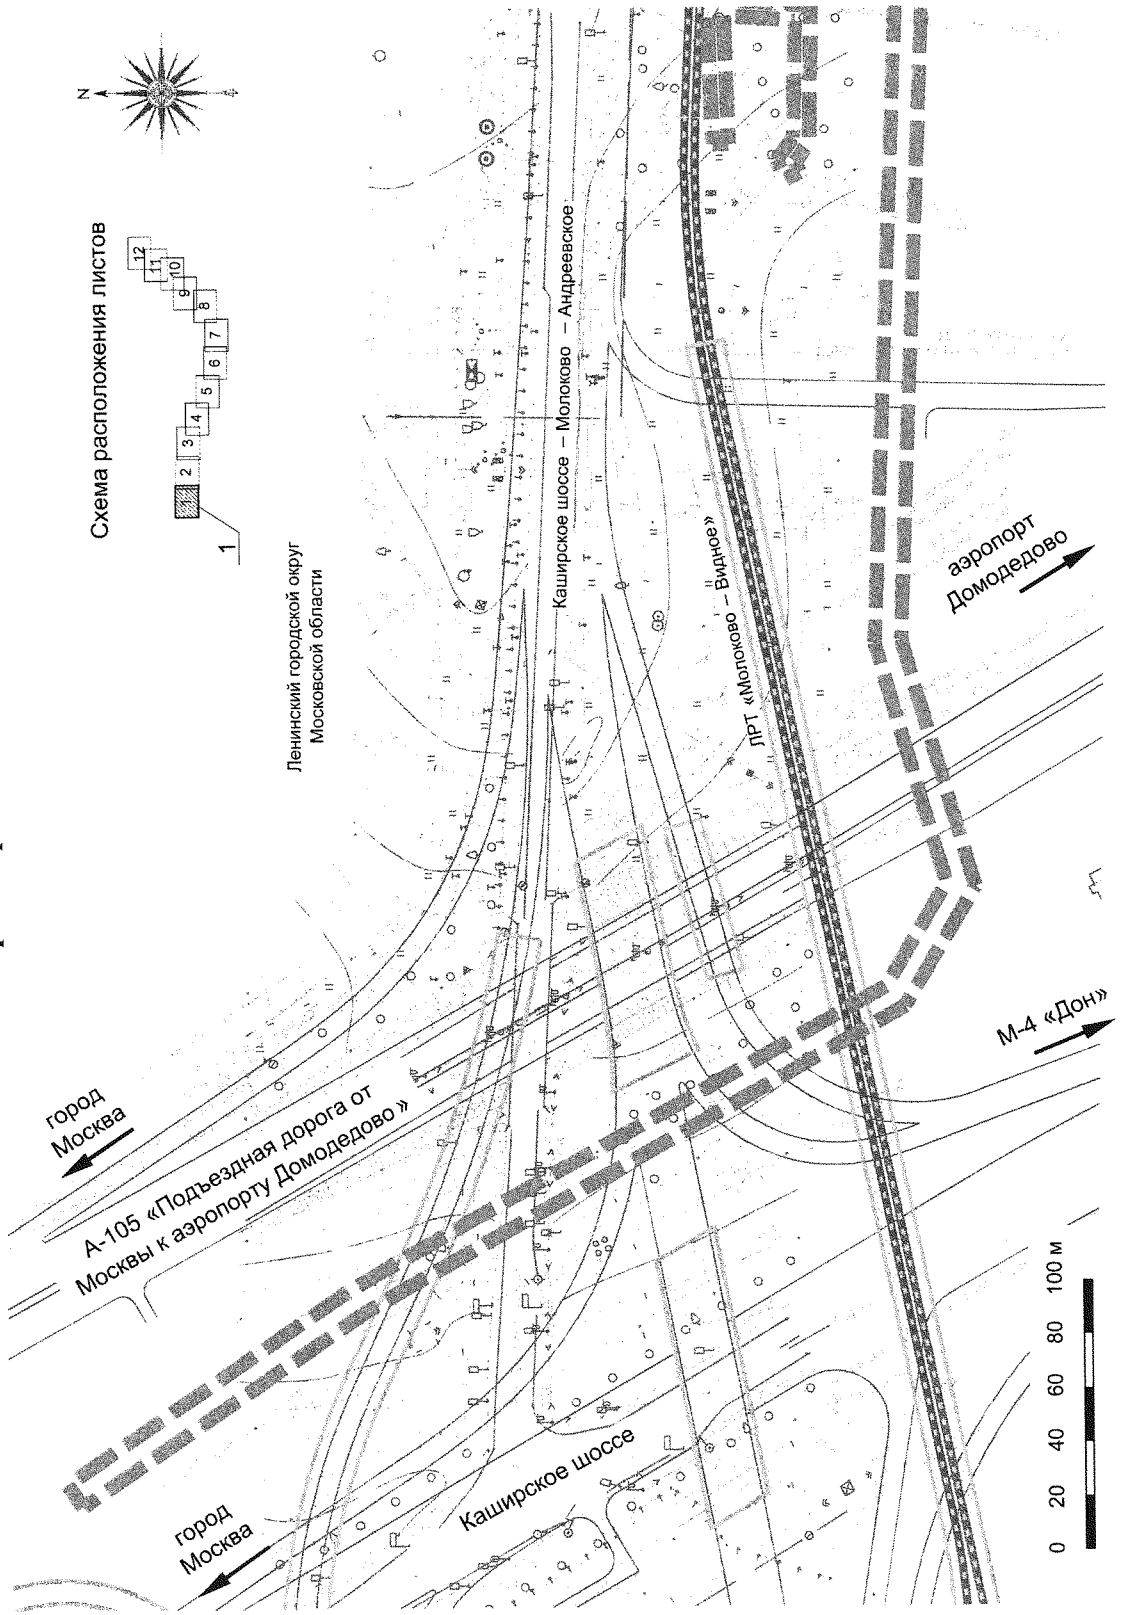 N
Схема расположения листов
1
2
3
4
5
6
7
8
9
10
11
12
1
Ленинский городской округ
Московской области
Каширское шоссе – Молоково – Андреевское
ЛРТ «Молоково – Видное»
аэропорт
Домодедово
М-4 «Дон»
город
Москва
А-105 «Подъездная дорога от
Москвы к аэропорту Домодедово»
город
Москва
Каширское шоссе
0 20 40 60 80 100 м